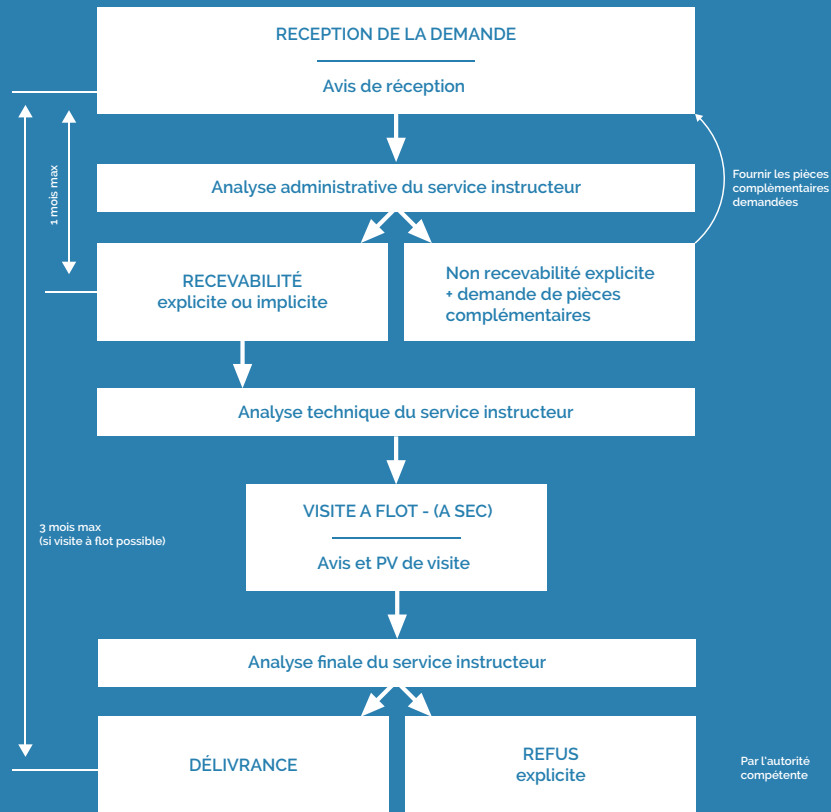 RECEPTION DE LA DEMANDE
Avis de réception
1 mois max
Analyse administrative du service instructeur
Fournir les pièces
complèmentaires
demandées
RECEVABILITÉ
explicite ou implicite
Non recevabilité explicite
+ demande de pièces
complémentaires
Analyse technique du service instructeur
VISITE A FLOT - (A SEC)
Avis et PV de visite
3 mois max
(si visite à flot possible)
Analyse finale du service instructeur
DÉLIVRANCE
REFUS
explicite
Par l'autorité
compétente